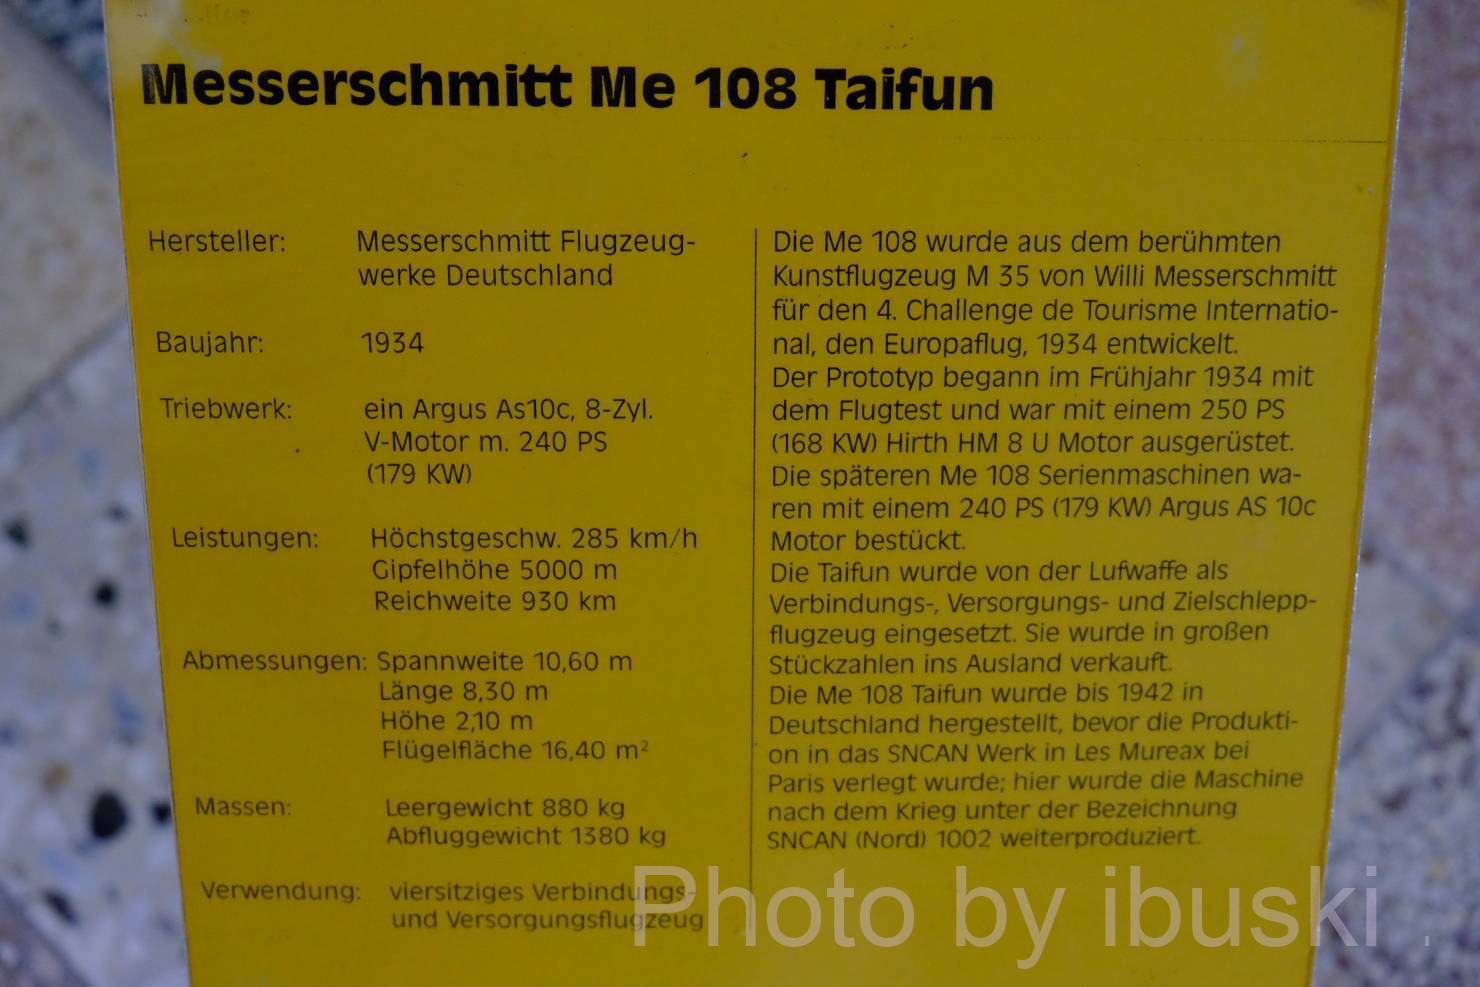 Messerschmitt Me 108 Taifun
Hersteller: Messerschmitt Flugzeug-
werke Deutschland
Baujahr: 1934
Triebwerk: ein Argus As10c, 8-Zyl.
V-Motor m. 240 PS
(179 KW)
Leistungen: Höchstgeschw. 285 km/h
Gipfelhöhe 5000 m
Reichweite 930 km
Abmessungen: Spannweite 10,60 m
Länge 8,30 m
Höhe 2,10 m
Flügelfläche 16,40 m²
Massen: Leergewicht 880 kg
Abfluggewicht 1380 kg
Verwendung: viersitziges Verbindungs-
und Versorgungsflugzeug
Die Me 108 wurde aus dem berühmten
Kunstflugzeug M 35 von Willi Messerschmitt
für den 4. Challenge de Tourisme Internatio-
nal, den Europaflug, 1934 entwickelt.
Der Prototyp begann im Frühjahr 1934 mit
dem Flugtest und war mit einem 250 PS
(168 KW) Hirth HM 8 U Motor ausgerüstet.
Die späteren Me 108 Serienmaschinen wa-
ren mit einem 240 PS (179 KW) Argus AS 10c
Motor bestückt.
Die Taifun wurde von der Lufwaffe als
Verbindungs-, Versorgungs- und Zielschlepp-
flugzeug eingesetzt. Sie wurde in großen
Stückzahlen ins Ausland verkauft.
Die Me 108 Taifun wurde bis 1942 in
Deutschland hergestellt, bevor die Produkti-
on in das SNCAN Werk in Les Mureax bei
Paris verlegt wurde; hier wurde die Maschine
nach dem Krieg unter der Bezeichnung
SNCAN (Nord) 1002 weiterproduziert.
Photo by ibuski